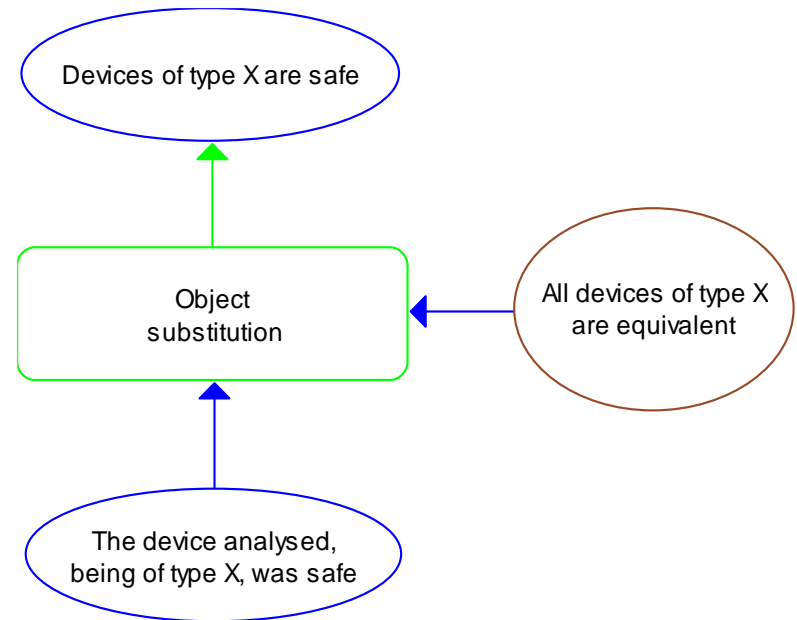 Devices of type X are safe
Object
substitution
All devices of type X
are equivalent
The device analysed,
being of type X, was safe